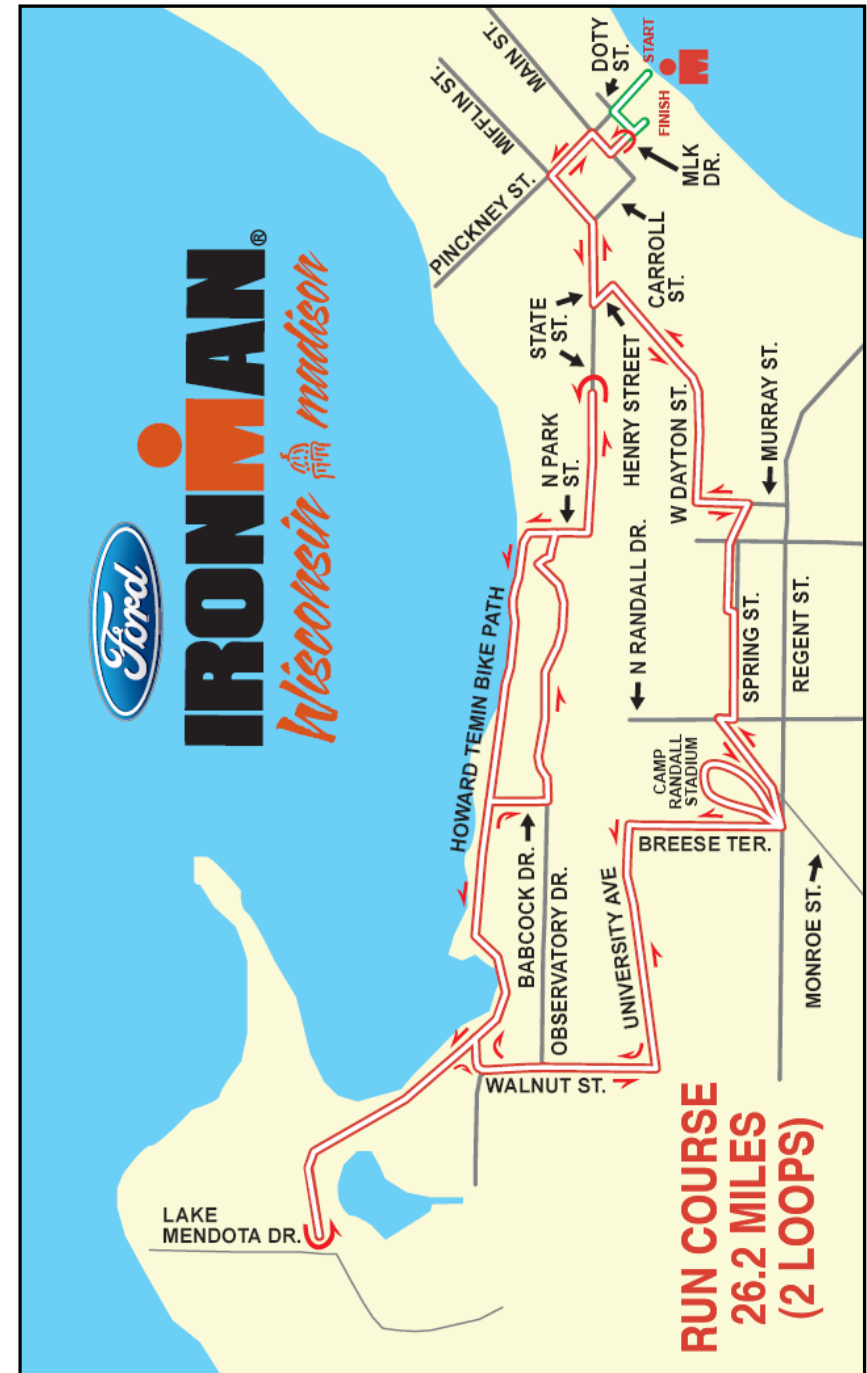 Ford
IRONMAN®
Wisconsin madison
LAKE
MENDOTA DR.
HOWARD TEMIN BIKE PATH
PINCKNEY ST.
MIFFLIN ST.
MAIN ST.
DOTY
ST.
START
FINISH
M
MLK
DR.
CARROLL
ST.
STATE
ST.
HENRY STREET
N PARK
ST.
W DAYTON ST.
MURRAY ST.
N RANDALL DR.
SPRING ST.
REGENT ST.
CAMP
RANDALL
STADIUM
BREESE TER.
MONROE ST.
BABCOCK DR.
OBSERVATORY DR.
UNIVERSITY AVE
WALNUT ST.
RUN COURSE
26.2 MILES
(2 LOOPS)